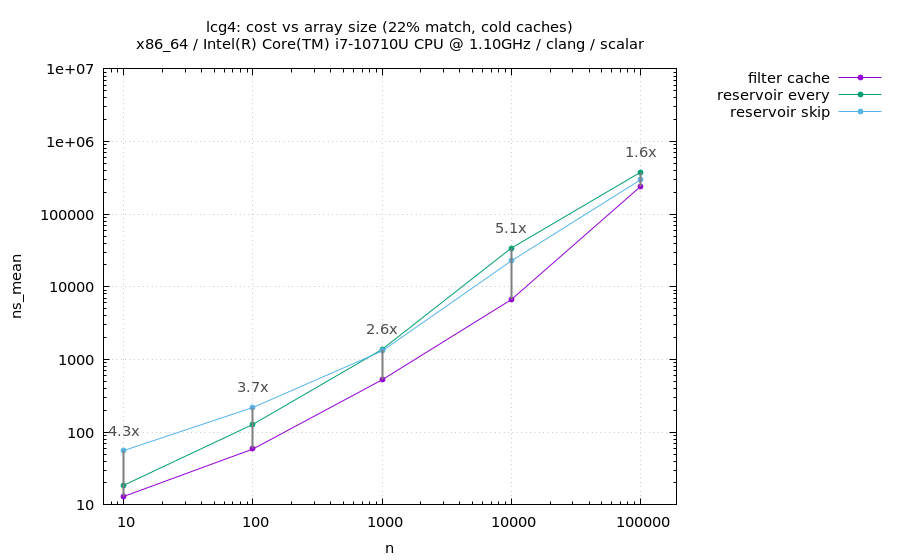 lcg4: cost vs array size (22% match, cold caches)
x86_64 / Intel(R) Core(TM) i7-10710U CPU @ 1.10GHz / clang / scalar
filter cache
reservoir every
reservoir skip
1e+07
1e+06
100000
10000
1000
100
10
ns_mean
4.3x
3.7x
2.6x
5.1x
1.6x
10
100
1000
10000
100000
n